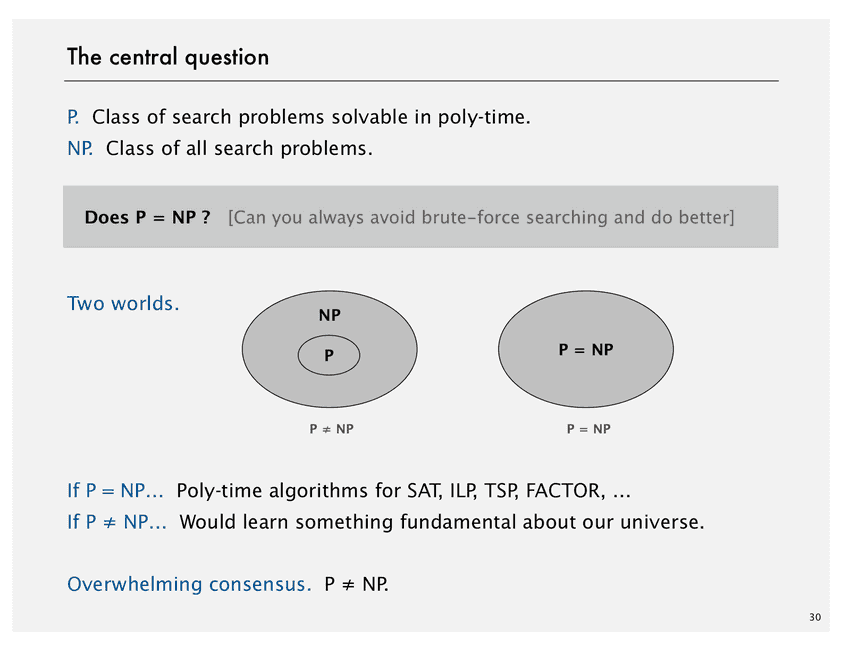 The central question
P. Class of search problems solvable in poly-time.
NP. Class of all search problems.
Does P = NP ? [Can you always avoid brute-force searching and do better]
Two worlds.
NP
P
P = NP
P ≠ NP
P = NP
If P = NP… Poly-time algorithms for SAT, ILP, TSP, FACTOR, …
If P ≠ NP… Would learn something fundamental about our universe.
Overwhelming consensus. P ≠ NP.
30